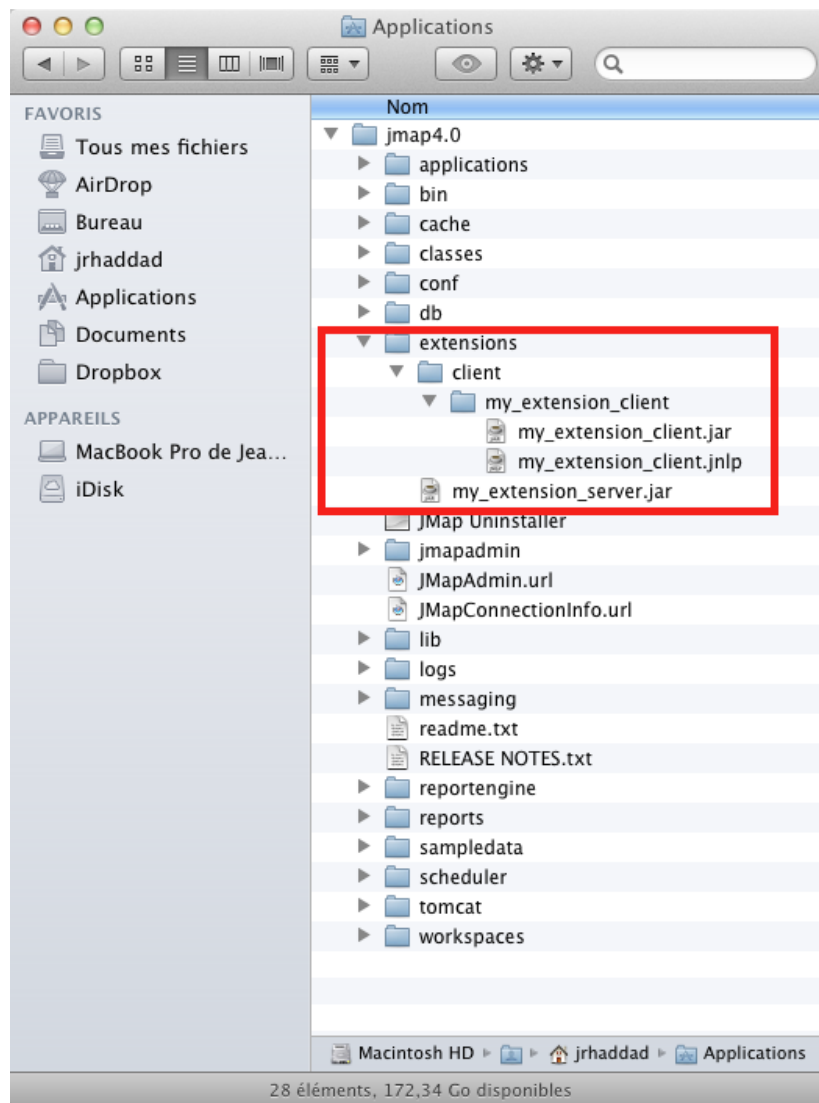 Applications
FAVORIS
Tous mes fichiers
AirDrop
Bureau
jrhaddad
Applications
Documents
Dropbox
APPAREILS
MacBook Pro de Jea...
iDisk
Nom
jmap4.0
applications
bin
cache
classes
conf
db
extensions
client
my_extension_client
my_extension_client.jar
my_extension_client.jnlp
my_extension_server.jar
JMap Uninstaller
jmapadmin
JMapAdmin.url
JMapConnectionInfo.url
lib
logs
messaging
readme.txt
RELEASE NOTES.txt
reportengine
reports
sampledata
scheduler
tomcat
workspaces
Macintosh HD jrhaddad Applications
28 éléments, 172,34 Go disponibles